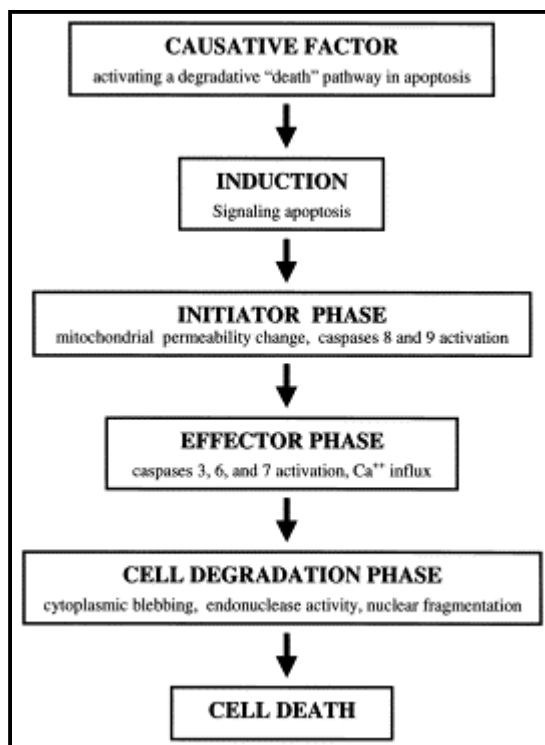 CAUSATIVE FACTOR
activating a degradative “death” pathway in apoptosis
INDUCTION
Signaling apoptosis
INITIATOR PHASE
mitochondrial permeability change, caspases 8 and 9 activation
EFFECTOR PHASE
caspases 3, 6, and 7 activation, Ca⁺⁺ influx
CELL DEGRADATION PHASE
cytoplasmic blebbing, endonuclease activity, nuclear fragmentation
CELL DEATH